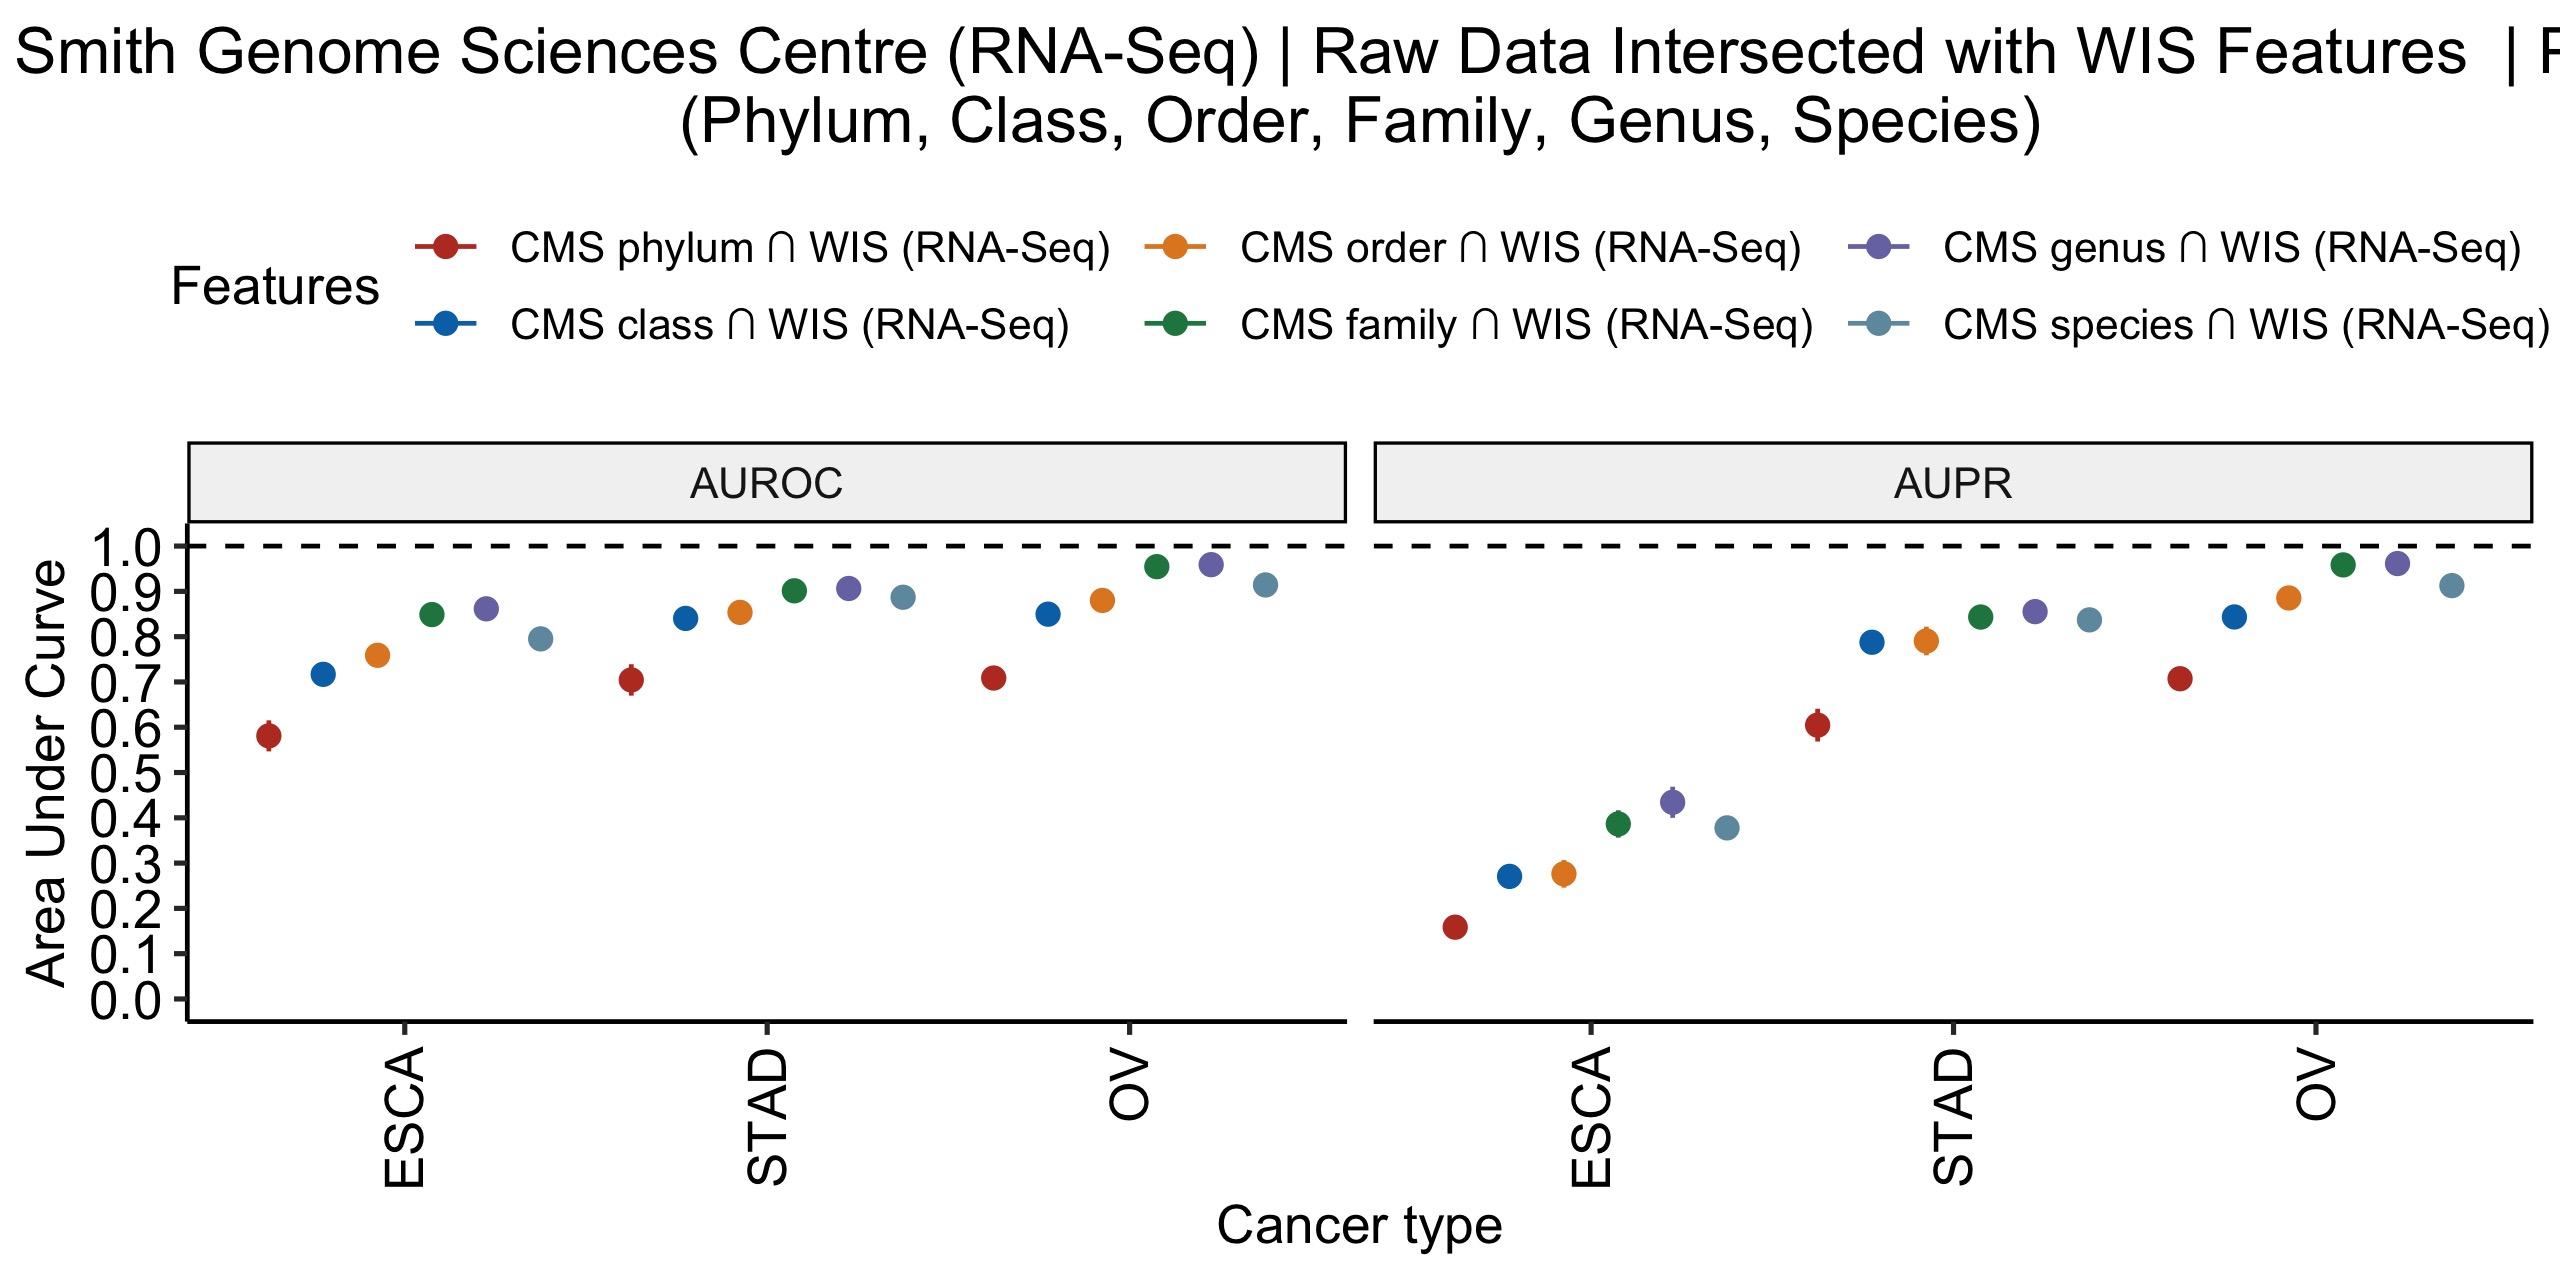 Smith Genome Sciences Centre (RNA-Seq) | Raw Data Intersected with WIS Features |
(Phylum, Class, Order, Family, Genus, Species)
Features
CMS phylum ∩ WIS (RNA-Seq)
CMS order ∩ WIS (RNA-Seq)
CMS genus ∩ WIS (RNA-Seq)
CMS class ∩ WIS (RNA-Seq)
CMS family ∩ WIS (RNA-Seq)
CMS species ∩ WIS (RNA-Seq)
AUROC
AUPR
Area Under Curve
1.0
0.9
0.8
0.7
0.6
0.5
0.4
0.3
0.2
0.1
0.0
ESCA
STAD
OV
ESCA
STAD
OV
Cancer type